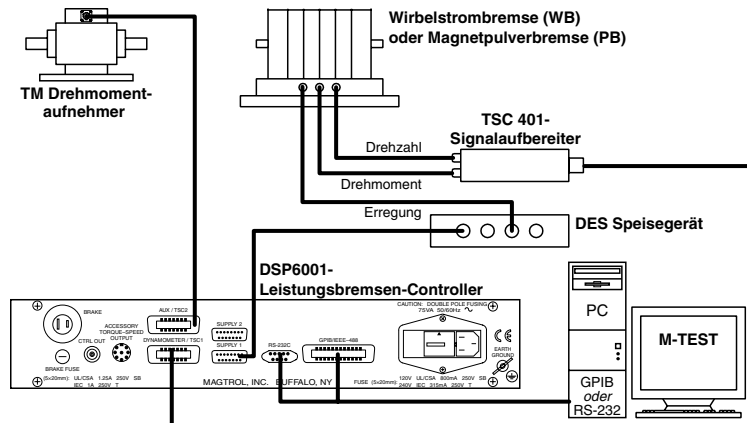 Wirbelstrombremse (WB)
oder Magnetpulverbremse (PB)
TM Drehmoment-
aufnehmer
TSC 401-
Signalaufbereiter
Drehzahl
Drehmoment
Erregung
DES Speisegerät
DSP6001-
Leistungsbremsen-Controller
BRAKE
CTRL OUT
BRAKE FUSE
ACCESSORY
TORQUE–SPEED
OUTPUT
AUX / TSC2
DYNAMOMETER / TSC1
SUPPLY 2
SUPPLY 1
RS-232C
GPIB/IEEE–488
CAUTION: DOUBLE POLE FUSING
75VA 50/60Hz
CE
EARTH
GROUND
(5x20mm): UL/CSA 1.25A 250V SB
IEC 1A 250V T
MAGTROL, INC. BUFFALO, NY
FUSE (5x20mm): 120V UL/CSA 800mA 250V SB
240V IEC 315mA 250V T
PC
GPIB
oder
RS-232
M-TEST